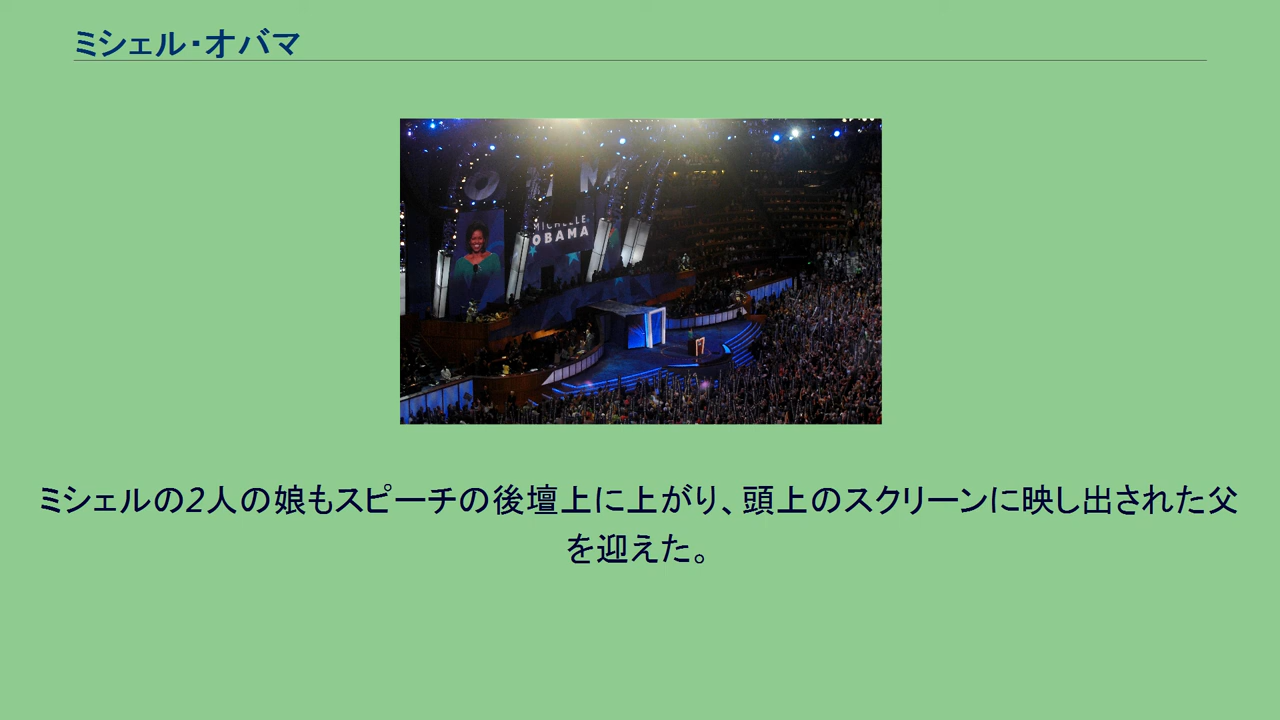 ミシェル・オバマ
O
M
MICHELLE
OBAMA
ミシェルの2人の娘もスピーチの後壇上に上がり、頭上のスクリーンに映し出された父
を迎えた。